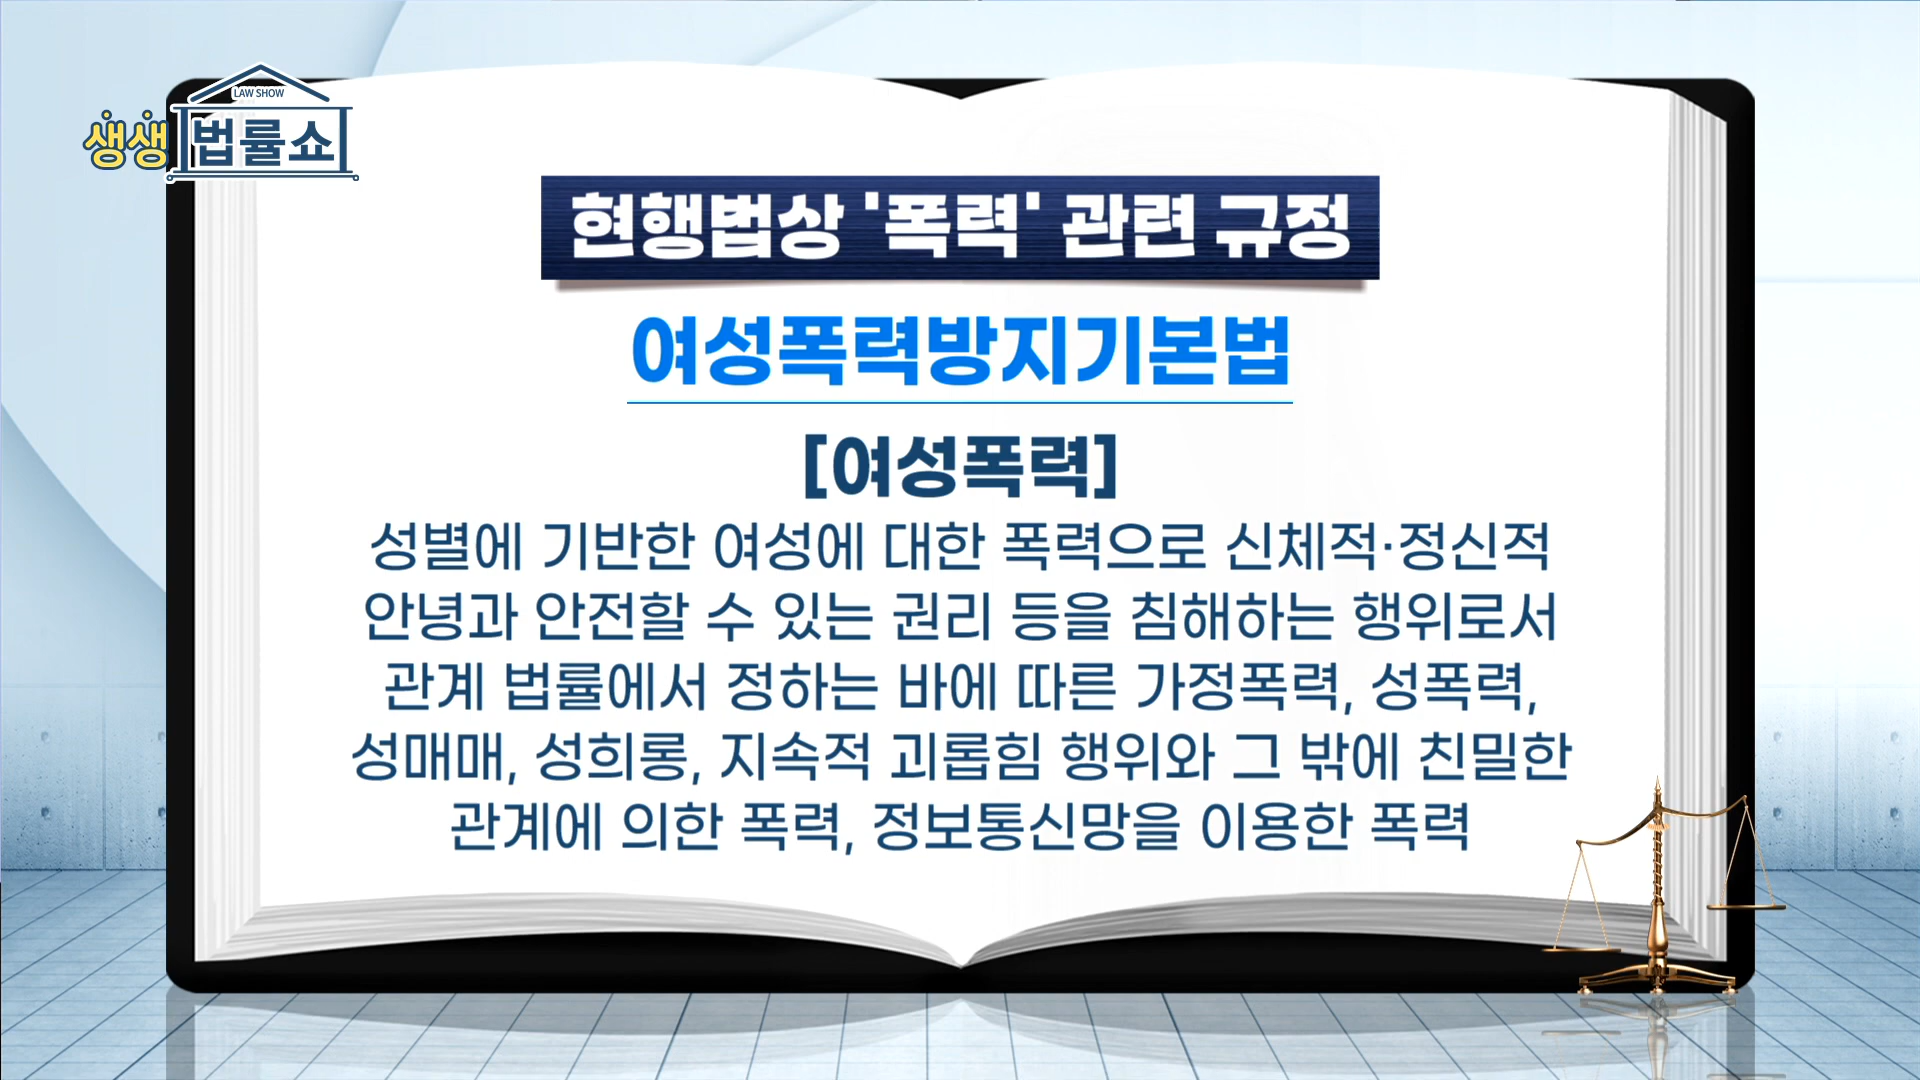 LAW SHOW
생생 법률쇼
현행법상 '폭력' 관련 규정
여성폭력방지기본법
[여성폭력]
성별에 기반한 여성에 대한 폭력으로 신체적·정신적
안녕과 안전할 수 있는 권리 등을 침해하는 행위로서
관계 법률에서 정하는 바에 따른 가정폭력, 성폭력,
성매매, 성희롱, 지속적 괴롭힘 행위와 그 밖에 친밀한
관계에 의한 폭력, 정보통신망을 이용한 폭력